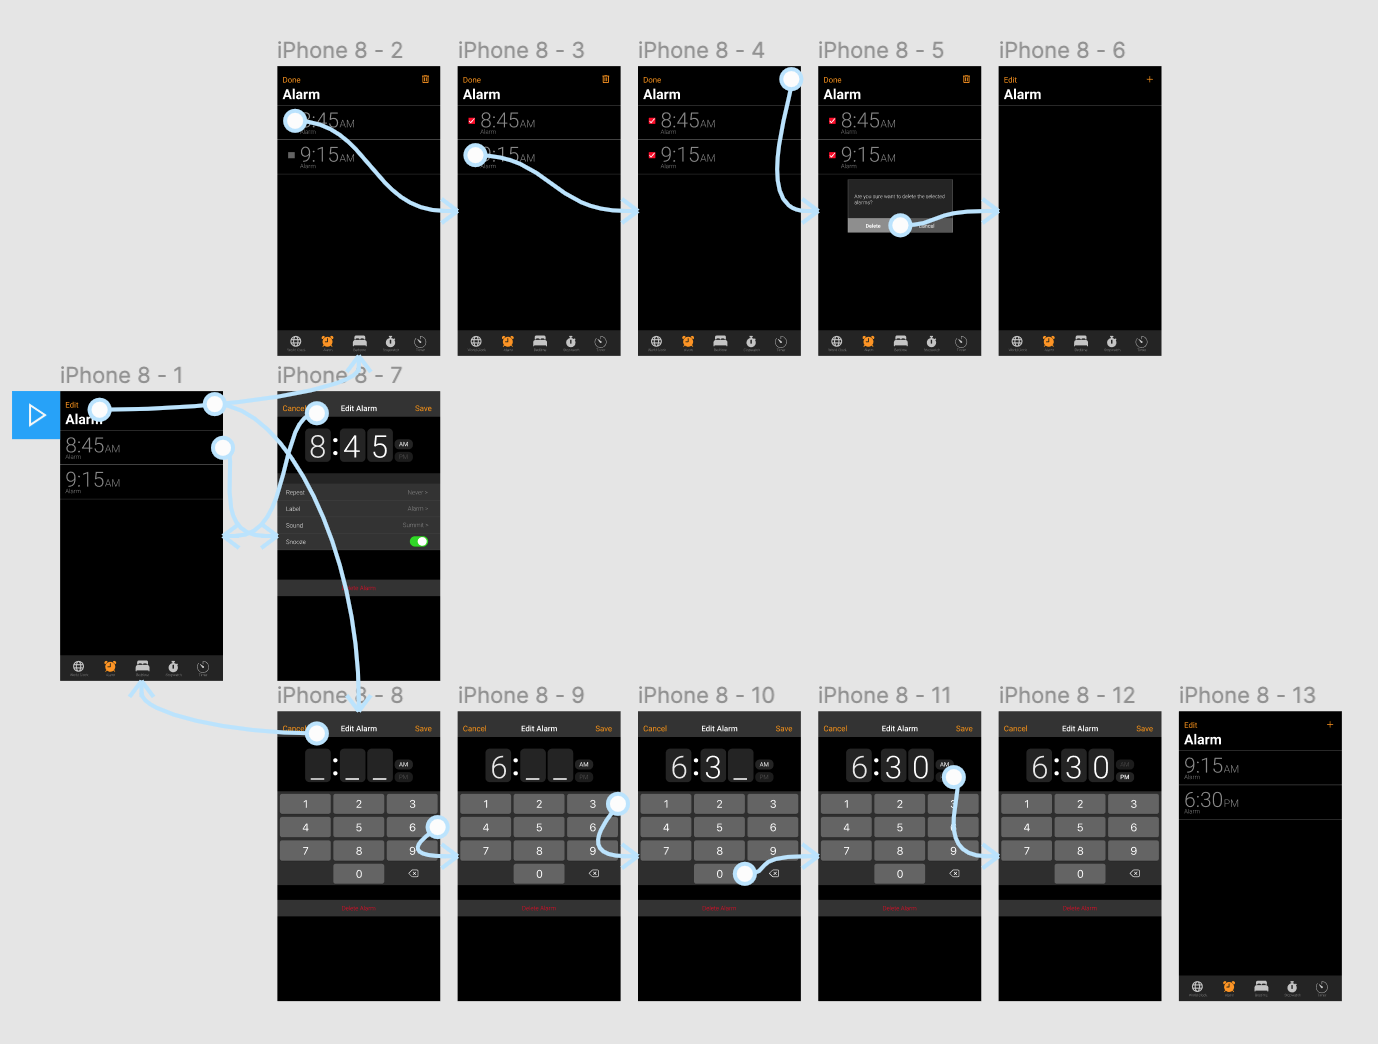 iPhone 8 - 2
Done
Alarm
:45AM
Alarm
9:15AM
Alarm
iPhone 8 - 3
Done
Alarm
8:45AM
Alarm
:15AM
Alarm
iPhone 8 - 4
Done
Alarm
8:45AM
Alarm
9:15AM
Alarm
iPhone 8 - 5
Done
Alarm
8:45AM
Alarm
9:15AM
Alarm
Are you sure want to delete the selected
alarms?
Delete
Cancel
iPhone 8 - 6
Edit
+
Alarm
iPhone 8 - 1
Edit
Alarm
8:45AM
Alarm
9:15AM
Alarm
iPhone 8 - 7
Cancel Edit Alarm Save
8:45 AM
PM
Repeat Never >
Label Alarm >
Sound Summit >
Snooze
iPhone 8 - 8
Cancel Edit Alarm Save
_:_ _ AM
PM
1 2 3
4 5 6
7 8 9
0
Delete Alarm
iPhone 8 - 9
Cancel Edit Alarm Save
6:_ _ AM
PM
1 2 3
4 5 6
7 8 9
0
Delete Alarm
iPhone 8 - 10
Cancel Edit Alarm Save
6:3_ AM
PM
1 2 3
4 5 6
7 8 9
0
Delete Alarm
iPhone 8 - 11
Cancel Edit Alarm Save
6:30 AM
1 2 3
4 5 6
7 8 9
0
Delete Alarm
iPhone 8 - 12
Cancel Edit Alarm Save
6:30 AM
PM
1 2 3
4 5 6
7 8 9
0
Delete Alarm
iPhone 8 - 13
Edit
+
Alarm
9:15AM
Alarm
6:30PM
Alarm